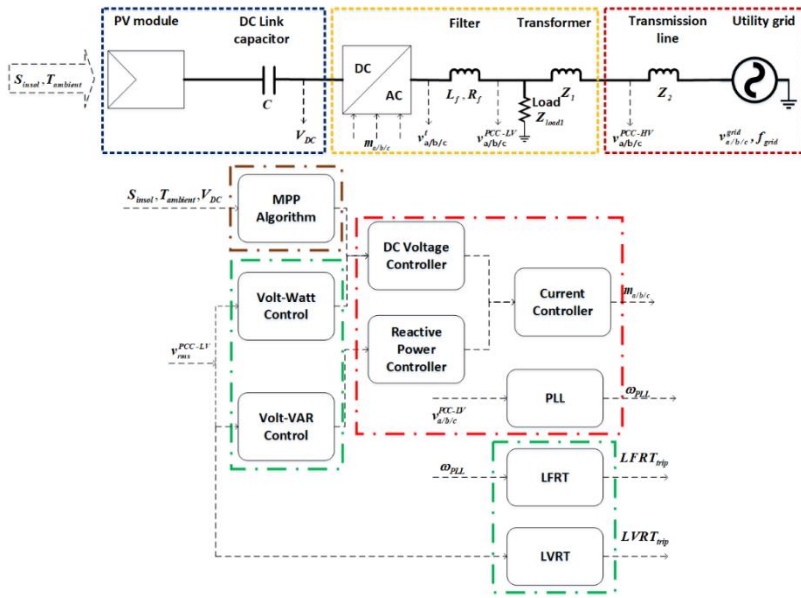 PV module
DC Link
capacitor
Filter
Transformer
Transmission
line
Utility grid
S_insol, T_ambient
C
V_DC
DC
AC
m_a/b/c
L_f, R_f
v^t_a/b/c
v^PCC-LV_a/b/c
Load
Z_load1
Z_1
v^PCC-HV_a/b/c
Z_2
v^grid_a/b/c, f_grid
S_insol, T_ambient, V_DC
MPP
Algorithm
DC Voltage
Controller
Volt-Watt
Control
Current
Controller
m_a/b/c
v^PCC-LV_rms
Reactive
Power
Controller
Volt-VAR
Control
v^PCC-LV_a/b/c
PLL
ω_PLL
ω_PLL
LFRT
LFRT_trip
LVRT
LVRT_trip